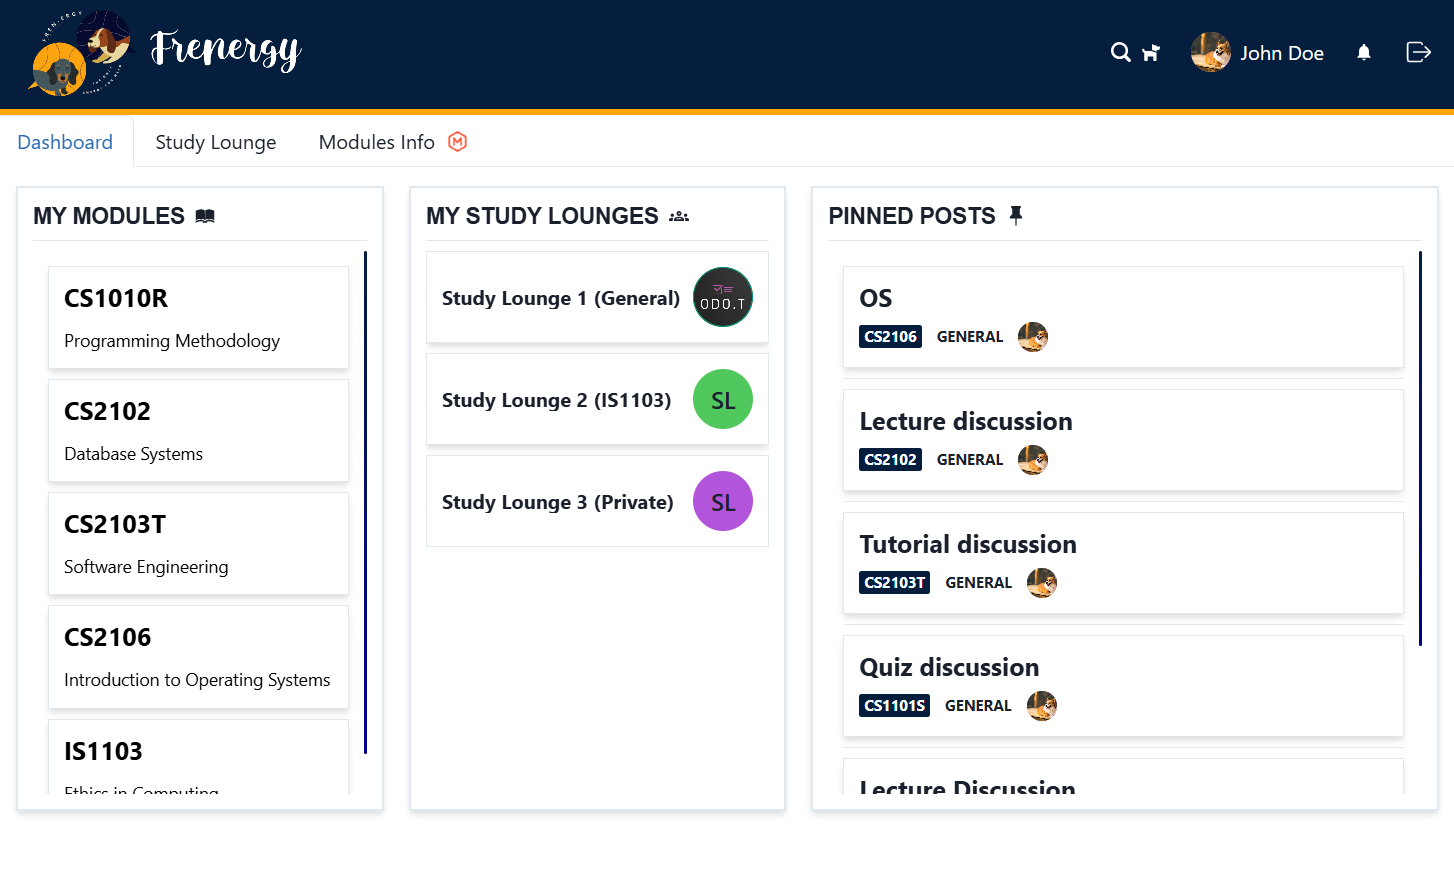 Frenergy
John Doe
Dashboard
Study Lounge
Modules Info
MY MODULES
CS1010R
Programming Methodology
CS2102
Database Systems
CS2103T
Software Engineering
CS2106
Introduction to Operating Systems
IS1103
Ethics in Computing
MY STUDY LOUNGES
Study Lounge 1 (General)
ODO.T
Study Lounge 2 (IS1103)
SL
Study Lounge 3 (Private)
SL
PINNED POSTS
OS
CS2106 GENERAL
Lecture discussion
CS2102 GENERAL
Tutorial discussion
CS2103T GENERAL
Quiz discussion
CS1101S GENERAL
Lecture Discussion